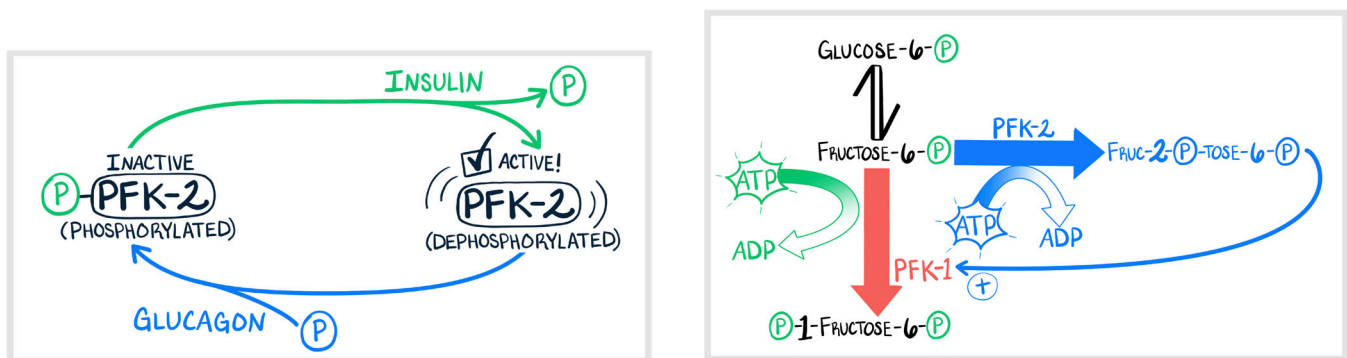 INSULIN
P
INACTIVE
P-PFK-2
(PHOSPHORYLATED)
ACTIVE!
PFK-2
(DEPHOSPHORYLATED)
GLUCAGON
P
GLUCOSE-6-P
FRUCTOSE-6-P
PFK-2
FRUC-2-P-TOSE-6-P
ATP
ADP
ATP
ADP
PFK-1
+
P-1-FRUCTOSE-6-P